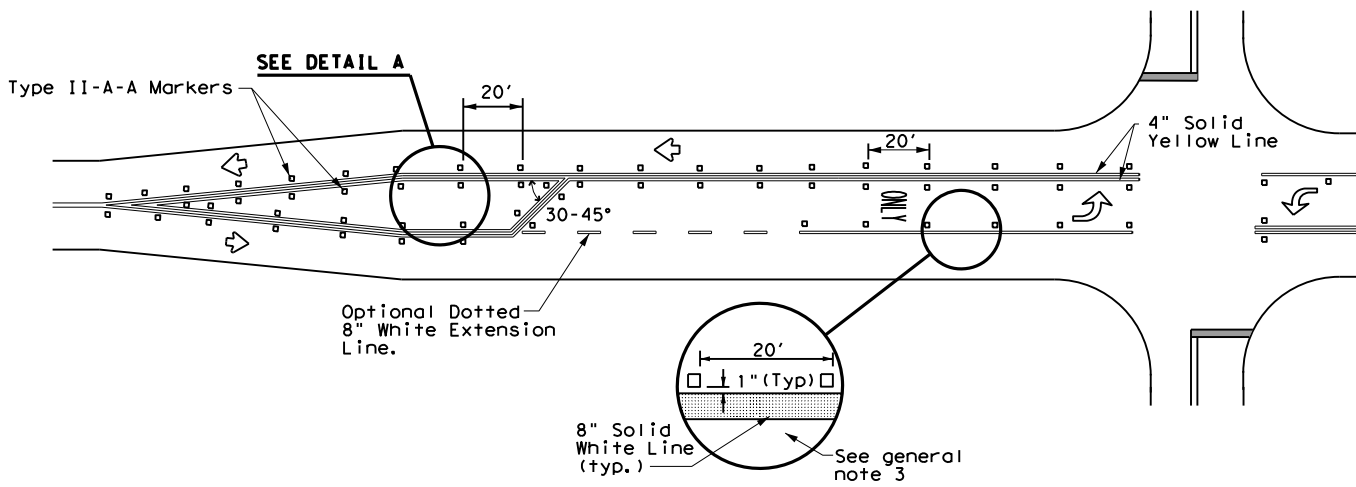 SEE DETAIL A
Type II-A-A Markers
20'
4" Solid
Yellow Line
20'
30-45°
ONLY
Optional Dotted
8" White Extension
Line.
20'
1"(Typ)
8" Solid
White Line
(typ.)
See general
note 3